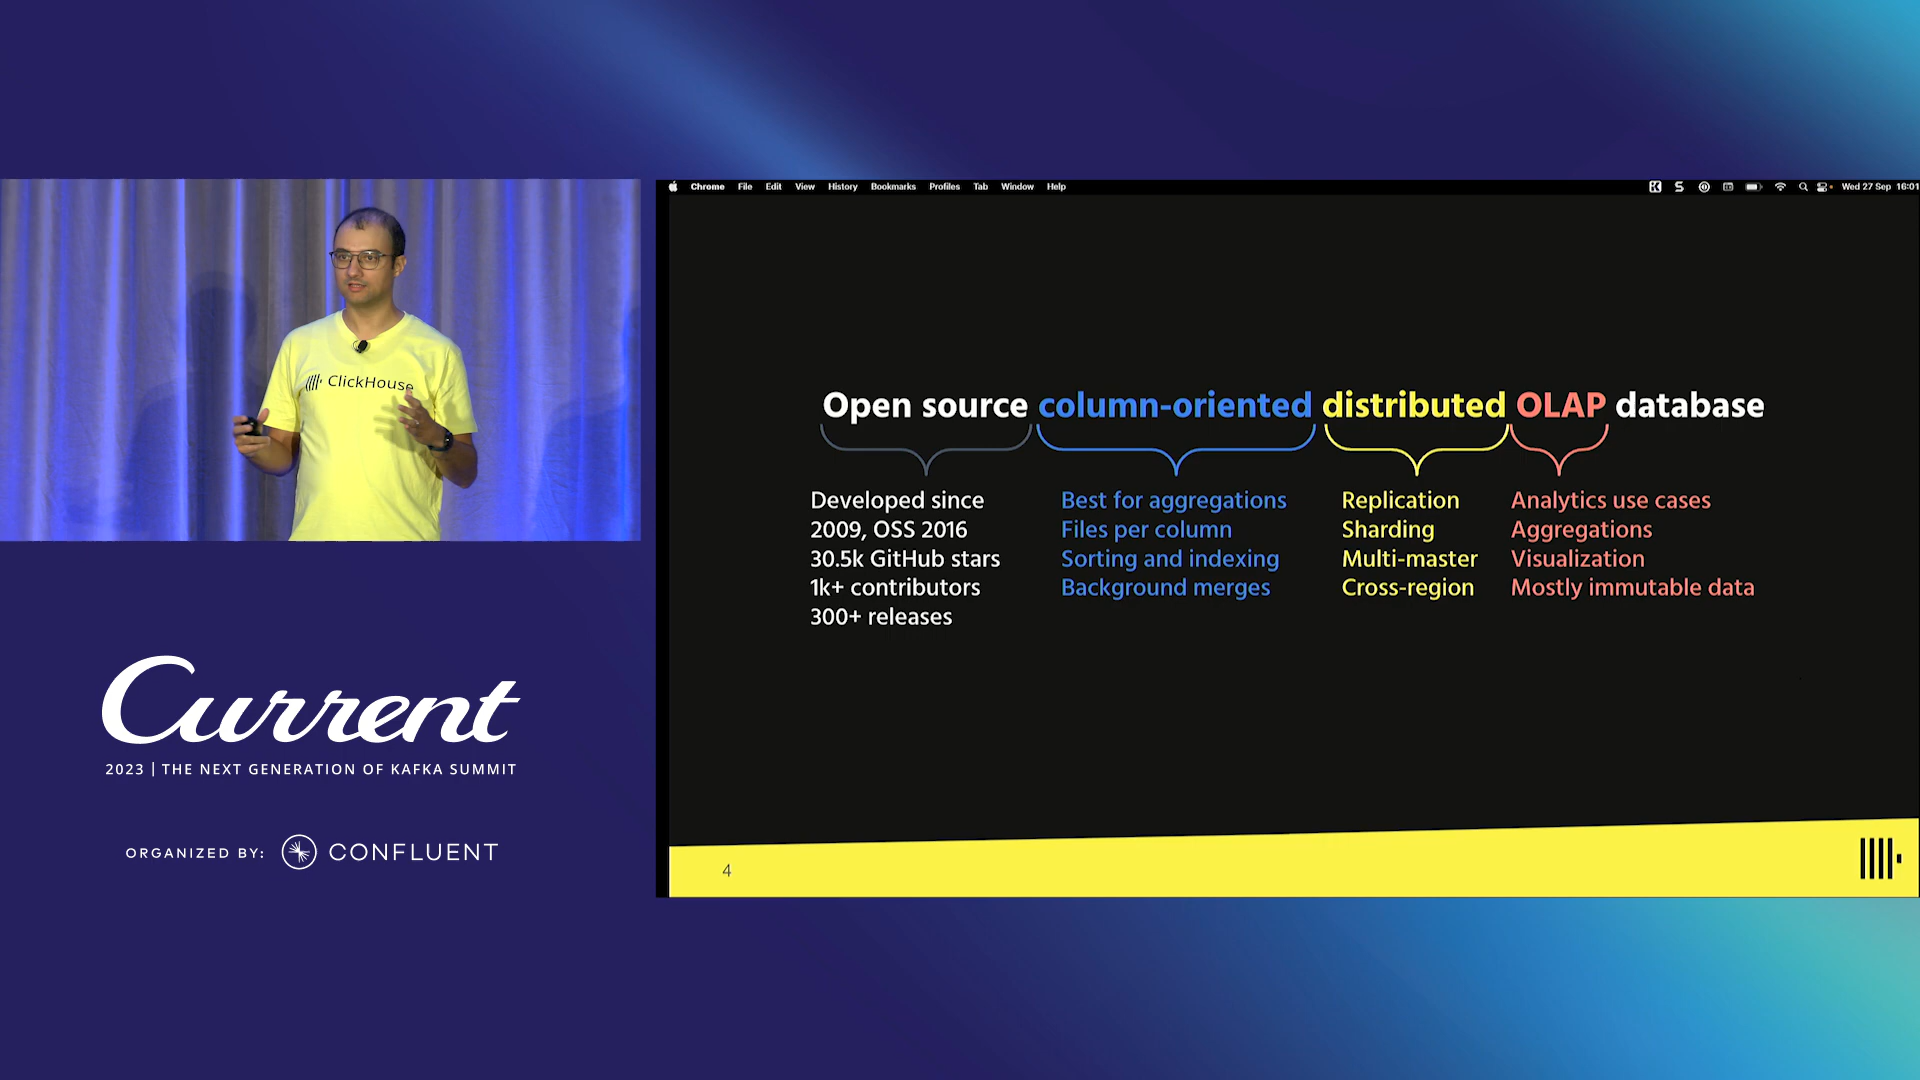 Chrome File Edit View History Bookmarks Profiles Tab Window Help
Wed 27 Sep 16:01
ClickHouse
Open source column-oriented distributed OLAP database
Developed since
2009, OSS 2016
30.5k GitHub stars
1k+ contributors
300+ releases
Best for aggregations
Files per column
Sorting and indexing
Background merges
Replication
Sharding
Multi-master
Cross-region
Analytics use cases
Aggregations
Visualization
Mostly immutable data
4
Current
2023 | THE NEXT GENERATION OF KAFKA SUMMIT
ORGANIZED BY: CONFLUENT